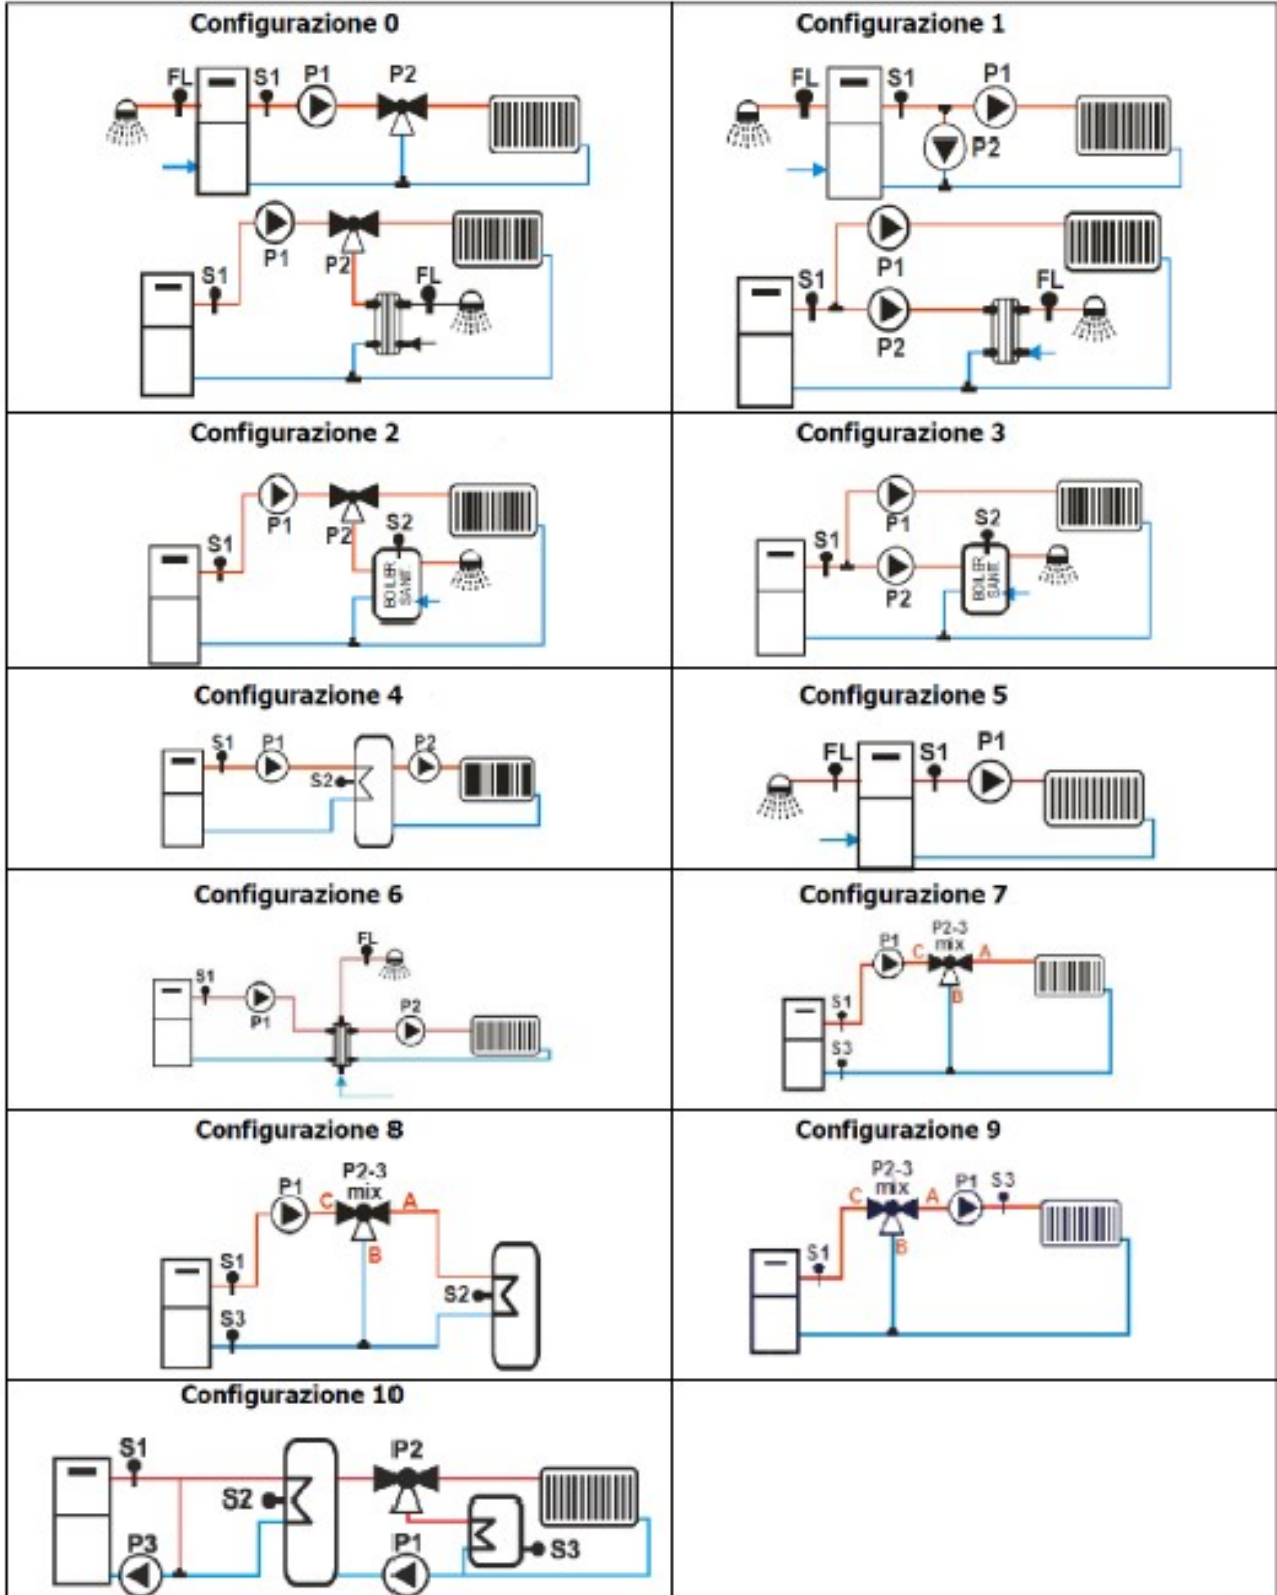 Configurazione 0
FL
S1
P1
P2
S1
P1
P2
FL
Configurazione 1
FL
S1
P1
P2
S1
P1
P2
FL
Configurazione 2
S1
P1
P2
S2
BOILER
SANIT.
Configurazione 3
S1
P1
P2
S2
BOILER
SANIT.
Configurazione 4
S1
P1
S2
P2
Configurazione 5
FL
S1
P1
Configurazione 6
S1
P1
FL
P2
Configurazione 7
S1
S3
P1
C
P2-3
mix
A
B
Configurazione 8
S1
S3
P1
C
P2-3
mix
A
B
S2
Configurazione 9
S1
C
P2-3
mix
A
B
P1
S3
Configurazione 10
S1
P3
S2
P2
P1
S3